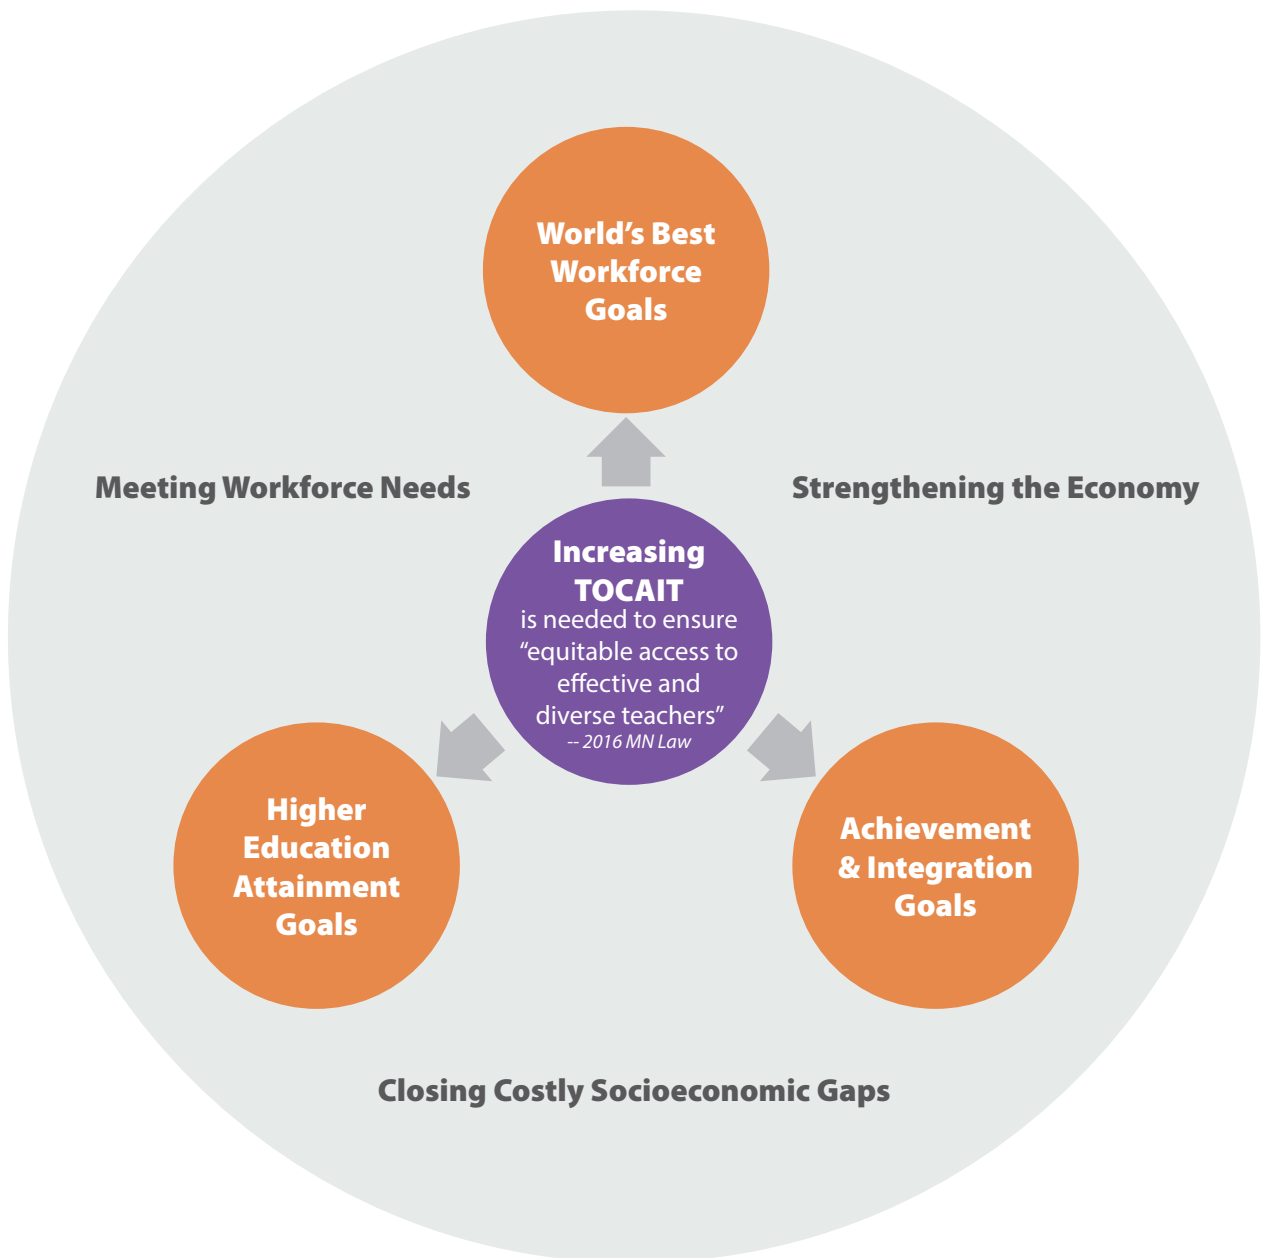 World’s Best
Workforce
Goals
Meeting Workforce Needs
Strengthening the Economy
Increasing
TOCAIT
is needed to ensure
“equitable access to
effective and
diverse teachers”
-- 2016 MN Law
Higher
Education
Attainment
Goals
Achievement
& Integration
Goals
Closing Costly Socioeconomic Gaps